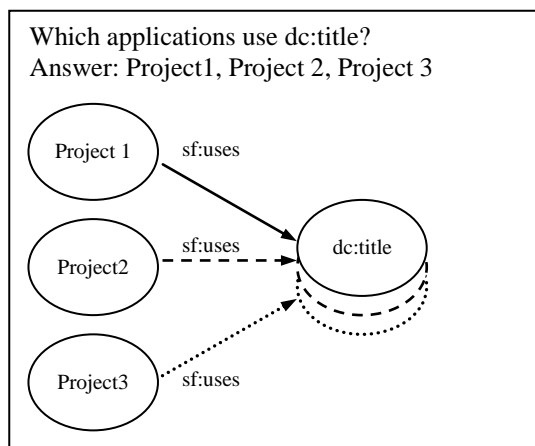 Which applications use dc:title?
Answer: Project1, Project 2, Project 3
Project 1
sf:uses
Project2
sf:uses
dc:title
Project3
sf:uses